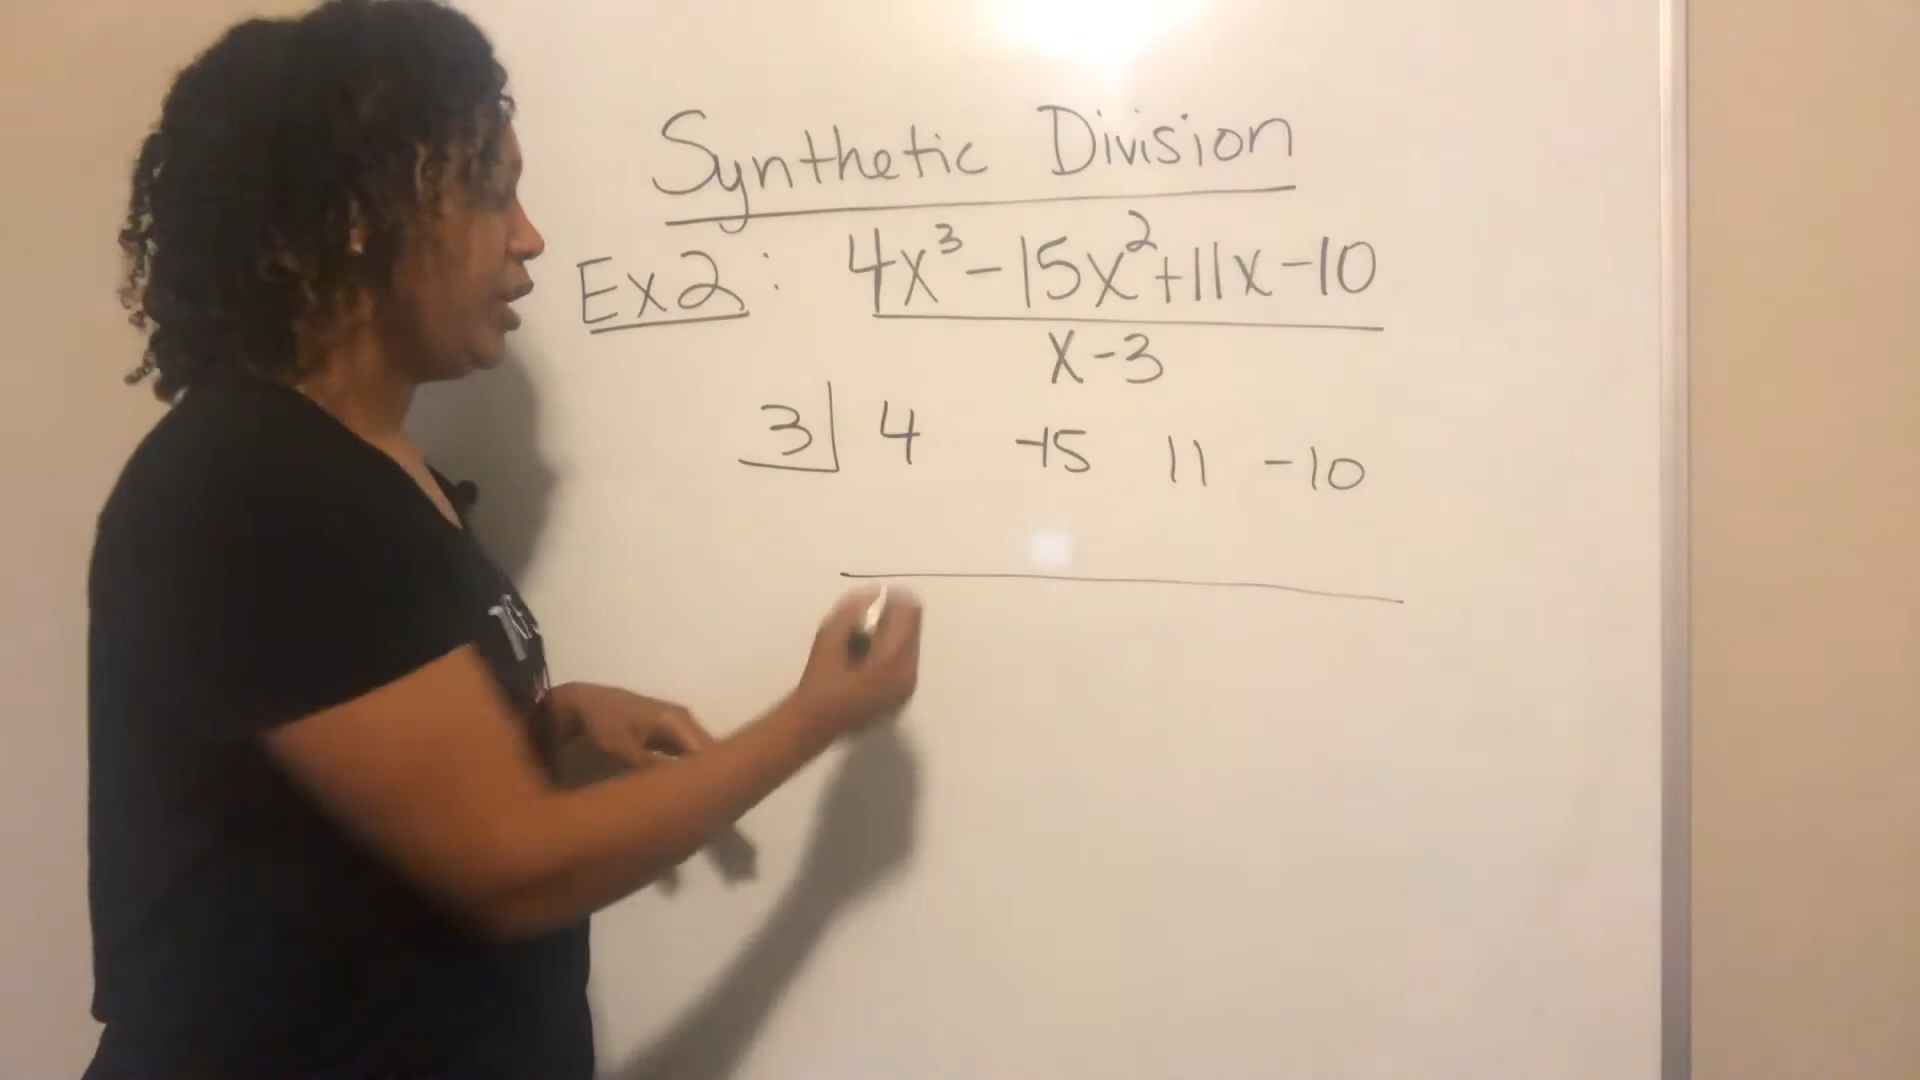 Synthetic Division
Ex2: 4x³-15x²+11x-10
x-3
3 4 -15 11 -10